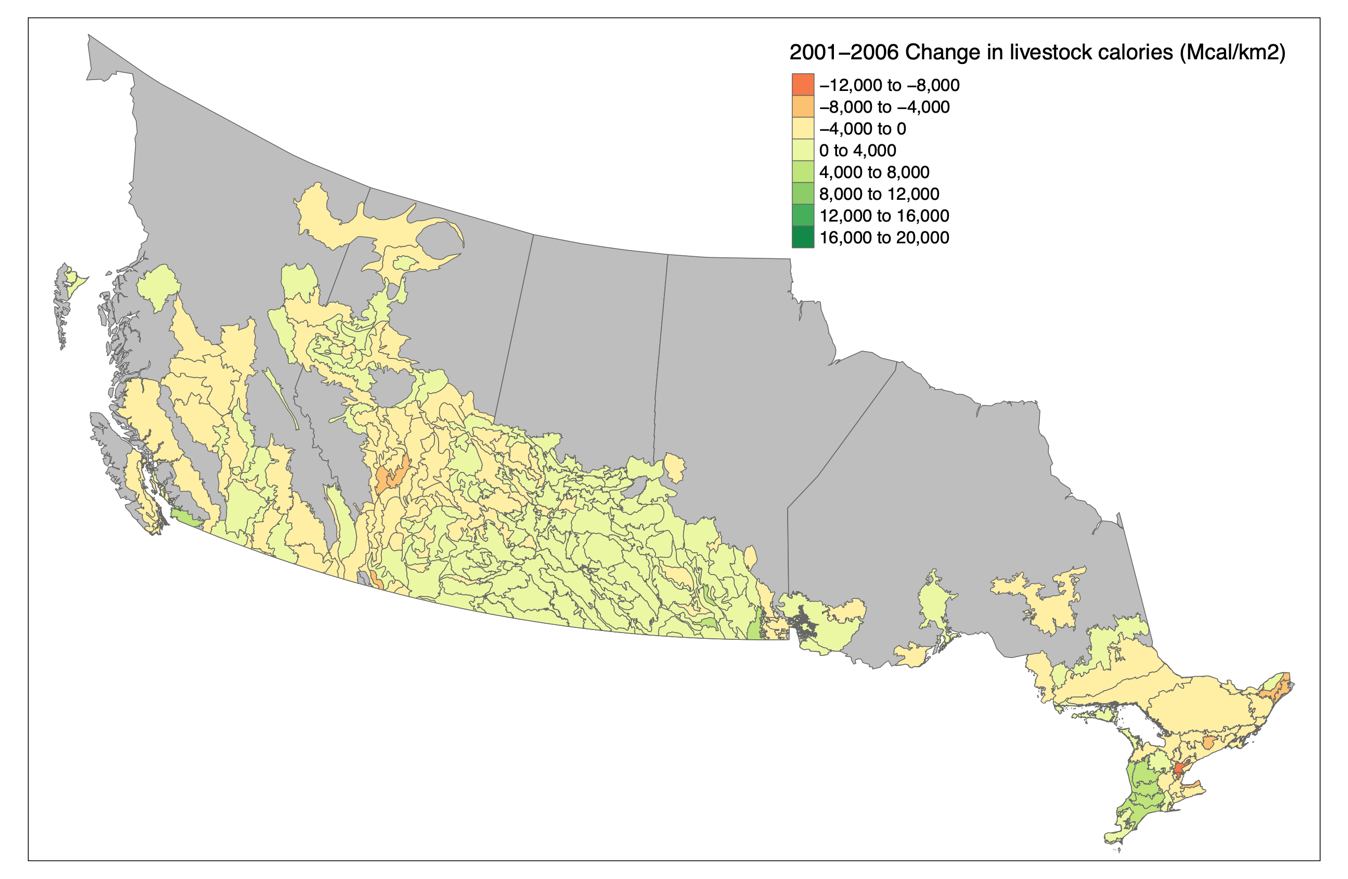 2001–2006 Change in livestock calories (Mcal/km2)
−12,000 to −8,000
−8,000 to −4,000
−4,000 to 0
0 to 4,000
4,000 to 8,000
8,000 to 12,000
12,000 to 16,000
16,000 to 20,000